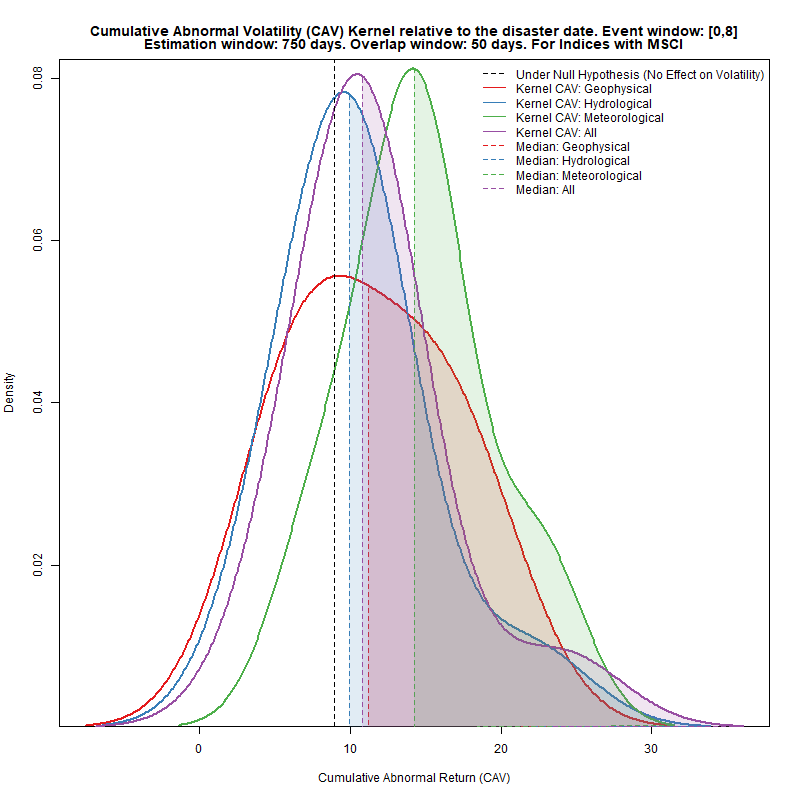 Cumulative Abnormal Volatility (CAV) Kernel relative to the disaster date. Event window: [0,8]
Estimation window: 750 days. Overlap window: 50 days. For Indices with MSCI
Under Null Hypothesis (No Effect on Volatility)
Kernel CAV: Geophysical
Kernel CAV: Hydrological
Kernel CAV: Meteorological
Kernel CAV: All
Median: Geophysical
Median: Hydrological
Median: Meteorological
Median: All
Density
0.08
0.06
0.04
0.02
0
10
20
30
Cumulative Abnormal Return (CAV)